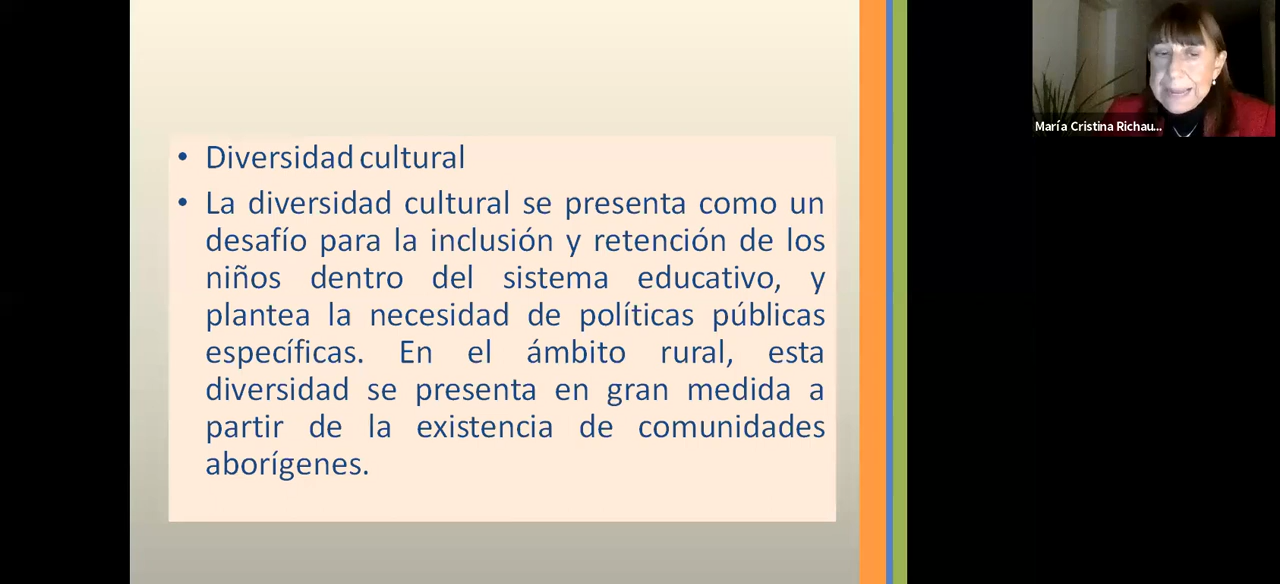 • Diversidad cultural
• La diversidad cultural se presenta como un
desafío para la inclusión y retención de los
niños dentro del sistema educativo, y
plantea la necesidad de políticas públicas
específicas. En el ámbito rural, esta
diversidad se presenta en gran medida a
partir de la existencia de comunidades
aborígenes.
María Cristina Richau...